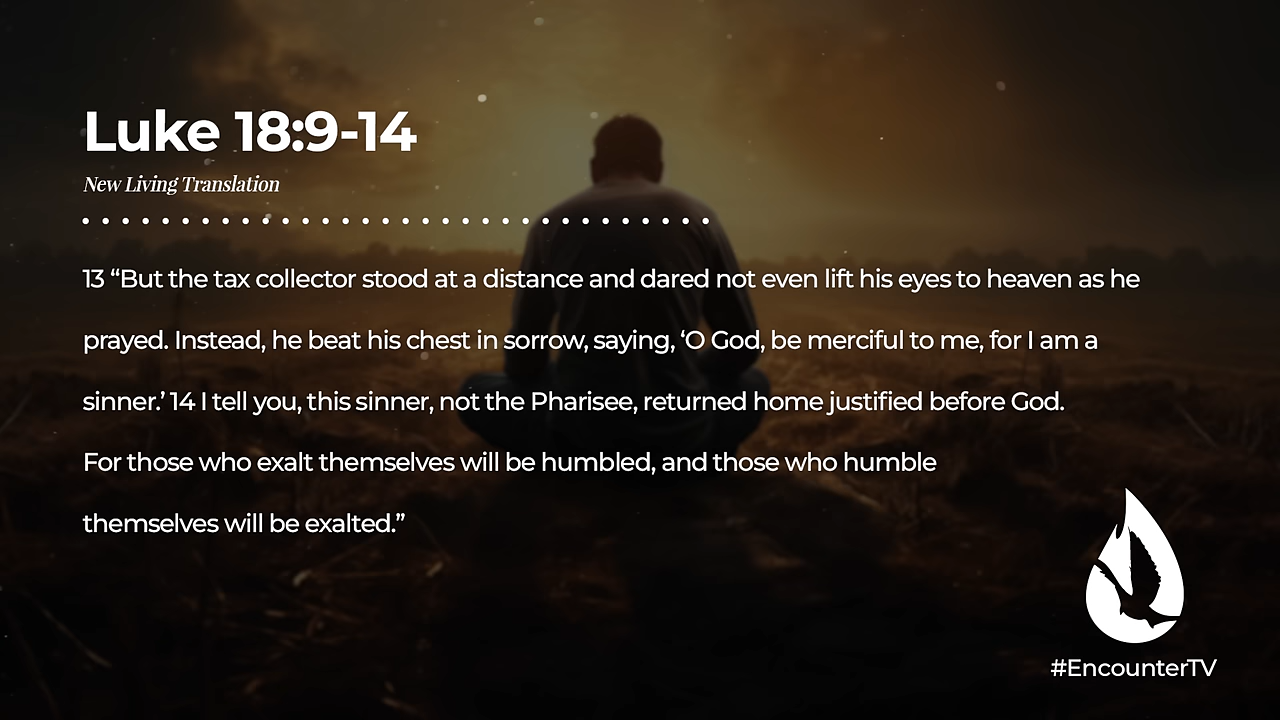 Luke 18:9-14
New Living Translation
13 “But the tax collector stood at a distance and dared not even lift his eyes to heaven as he
prayed. Instead, he beat his chest in sorrow, saying, ‘O God, be merciful to me, for I am a
sinner.’ 14 I tell you, this sinner, not the Pharisee, returned home justified before God.
For those who exalt themselves will be humbled, and those who humble
themselves will be exalted.”
#EncounterTV